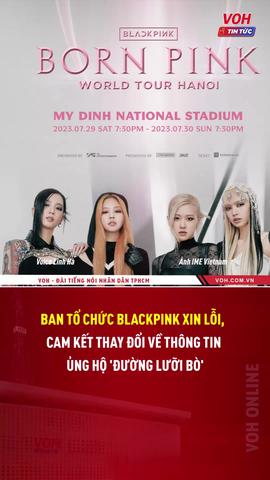 VOH
TIN TỨC
BLACKPINK
BORN PINK
WORLD TOUR HANOI
MY DINH NATIONAL STADIUM
2023.07.29 SAT 7:30PM - 2023.07.30 SUN 7:30PM
Voice Linh Hà
Ảnh IME Vietnam
VOH - ĐÀI TIẾNG NÓI NHÂN DÂN TPHCM
VOH.COM.VN
BAN TỔ CHỨC BLACKPINK XIN LỖI,
CAM KẾT THAY ĐỔI VỀ THÔNG TIN
ỦNG HỘ 'ĐƯỜNG LƯỠI BÒ'
VOH ONLINE